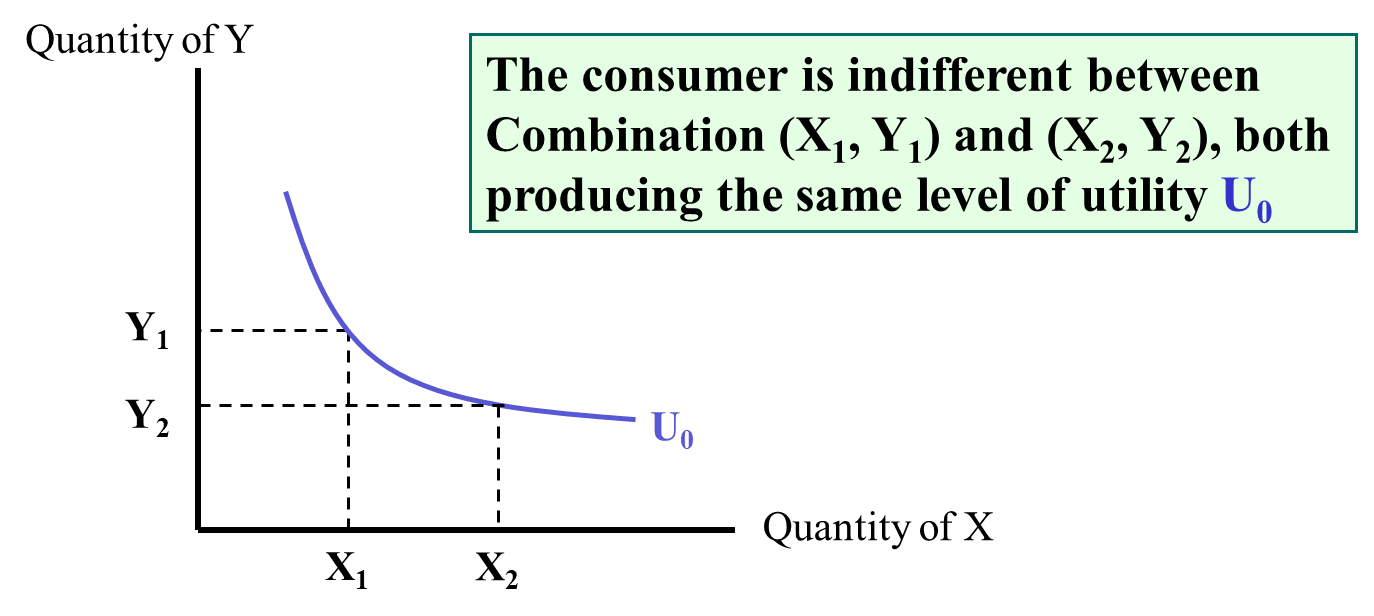 Quantity of Y
The consumer is indifferent between
Combination (X₁, Y₁) and (X₂, Y₂), both
producing the same level of utility U₀
Y₁
Y₂
U₀
Quantity of X
X₁
X₂